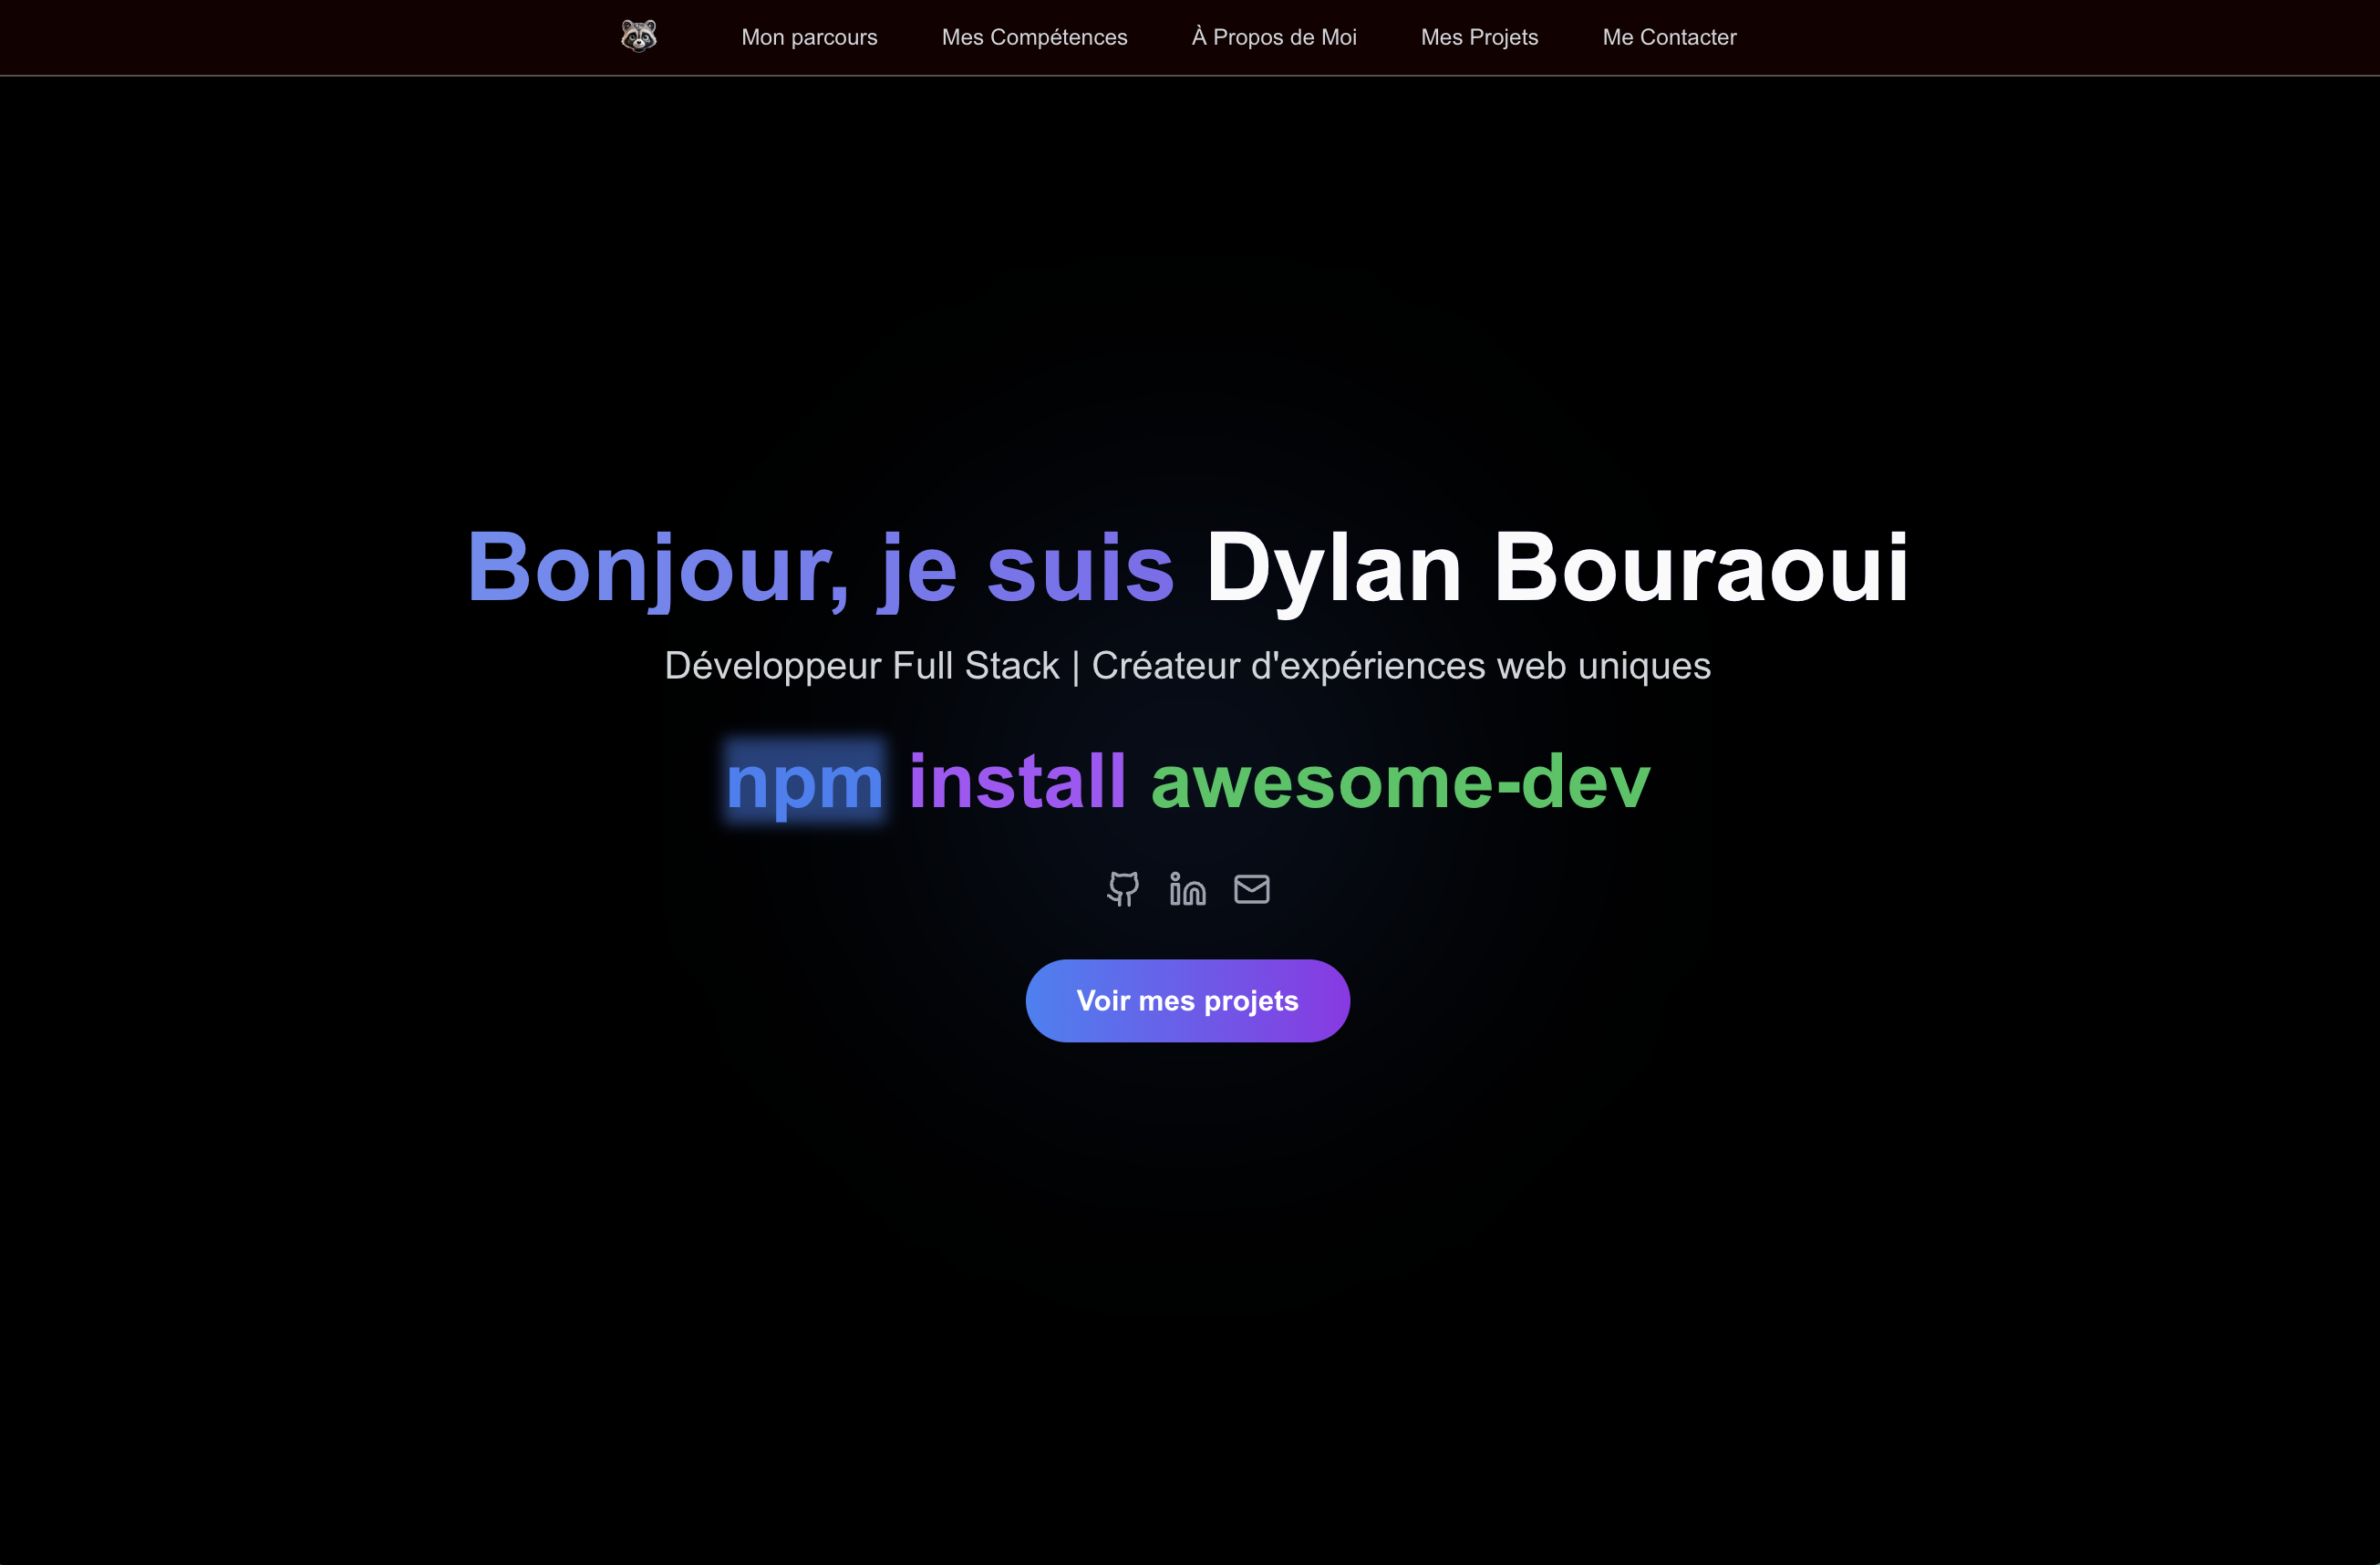 Mon parcours Mes Compétences À Propos de Moi Mes Projets Me Contacter
Bonjour, je suis Dylan Bouraoui
Développeur Full Stack | Créateur d'expériences web uniques
npm install awesome-dev
Voir mes projets